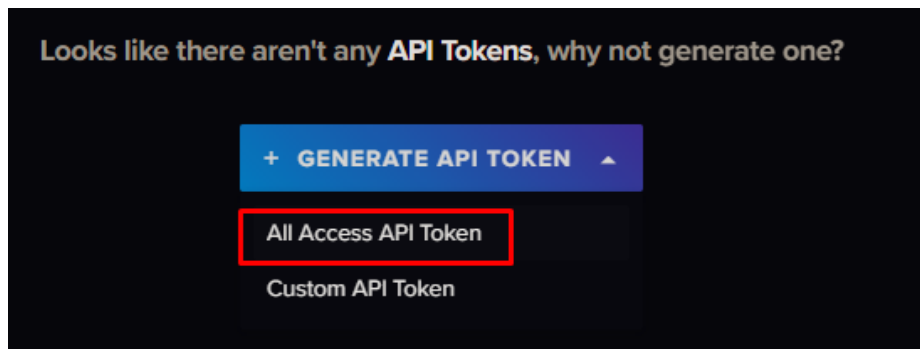 Looks like there aren't any API Tokens, why not generate one?
+ GENERATE API TOKEN
All Access API Token
Custom API Token